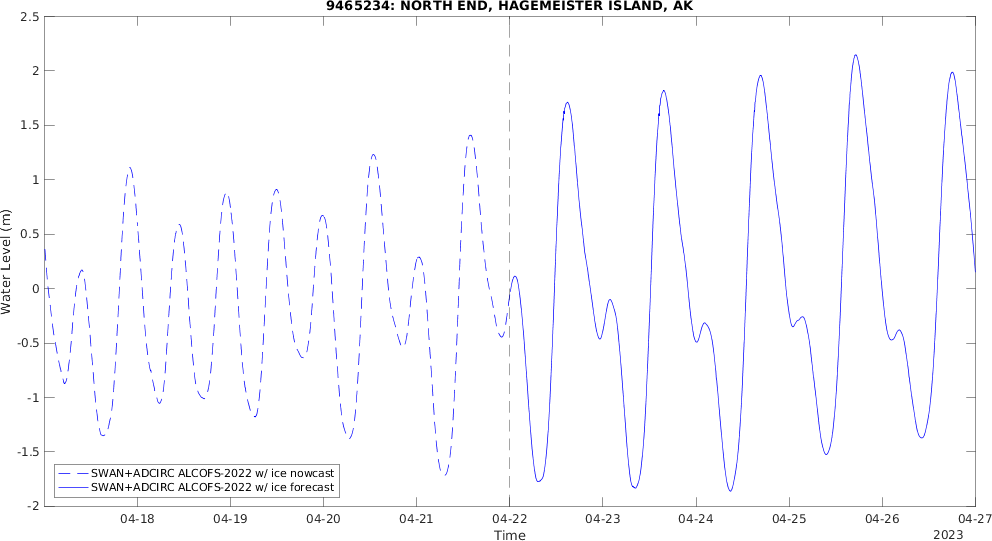 9465234: NORTH END, HAGEMEISTER ISLAND, AK
2.5
2
1.5
1
0.5
0
-0.5
-1
-1.5
-2
Water Level (m)
SWAN+ADCIRC ALCOFS-2022 w/ ice nowcast
SWAN+ADCIRC ALCOFS-2022 w/ ice forecast
04-18 04-19 04-20 04-21 04-22 04-23 04-24 04-25 04-26 04-27
Time
2023